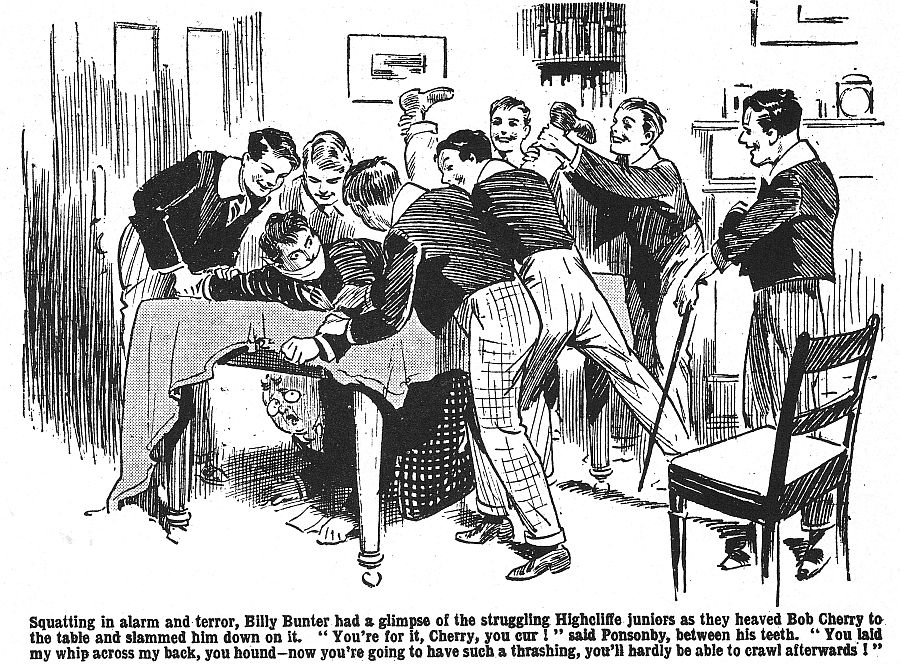 Squatting in alarm and terror, Billy Bunter had a glimpse of the struggling Highcliffe juniors as they heaved Bob Cherry to
the table and slammed him down on it. " You're for it, Cherry, you cur ! " said Ponsonby, between his teeth. " You laid
my whip across my back, you hound—now you're going to have such a thrashing, you'll hardly be able to crawl afterwards ! "